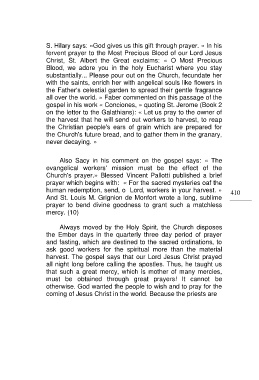 S. Hilary says: »God gives us this gift through prayer. « In his
fervent prayer to the Most Precious Blood of our Lord Jesus
Christ, St. Albert the Great exclaims: « O Most Precious
Blood, we adore you in the holy Eucharist where you stay
substantially... Please pour out on the Church, fecundate her
with the saints, enrich her with angelical souls like flowers in
the Father's celestial garden to spread their gentle fragrance
all over the world. » Faber commented on this passage of the
gospel in his work « Conciones, » quoting St. Jerome (Book 2
on the letter to the Galathians): « Let us pray to the owner of
the harvest that he will send out workers to harvest, to reap
the Christian people's ears of grain which are prepared for
the Church's future bread, and to gather them in the granary.
never decaying. »
Also Sacy in his comment on the gospel says: « The
evangelical workers' mission must be the effect of the
Church's prayer.» Blessed Vincent Pallotti published a brief
prayer which begins with: « For the sacred mysteries oaf the
human redemption, send, o Lord, workers in your harvest. »
And St. Louis M. Grignion de Monfort wrote a long, sublime
prayer to bend divine goodness to grant such a matchless
mercy. (10)
410
Always moved by the Holy Spirit, the Church disposes
the Ember days in the quarterly three day period of prayer
and fasting, which are destined to the sacred ordinations, to
ask good workers for the spiritual more than the material
harvest. The gospel says that our Lord Jesus Christ prayed
all night long before calling the apostles. Thus, he taught us
that such a great mercy, which is mother of many mercies,
must be obtained through great prayers! It cannot be
otherwise. God wanted the people to wish and to pray for the
coming of Jesus Christ in the world. Because the priests are